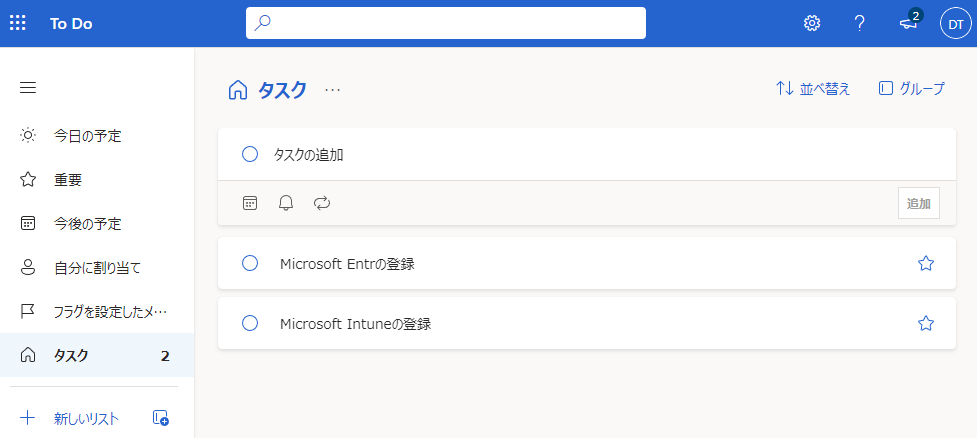 To Do
2
DT
タスク ...
並べ替え
グループ
今日の予定
重要
今後の予定
自分に割り当て
フラグを設定したメ…
タスク 2
新しいリスト
タスクの追加
追加
Microsoft Entrの登録
Microsoft Intuneの登録